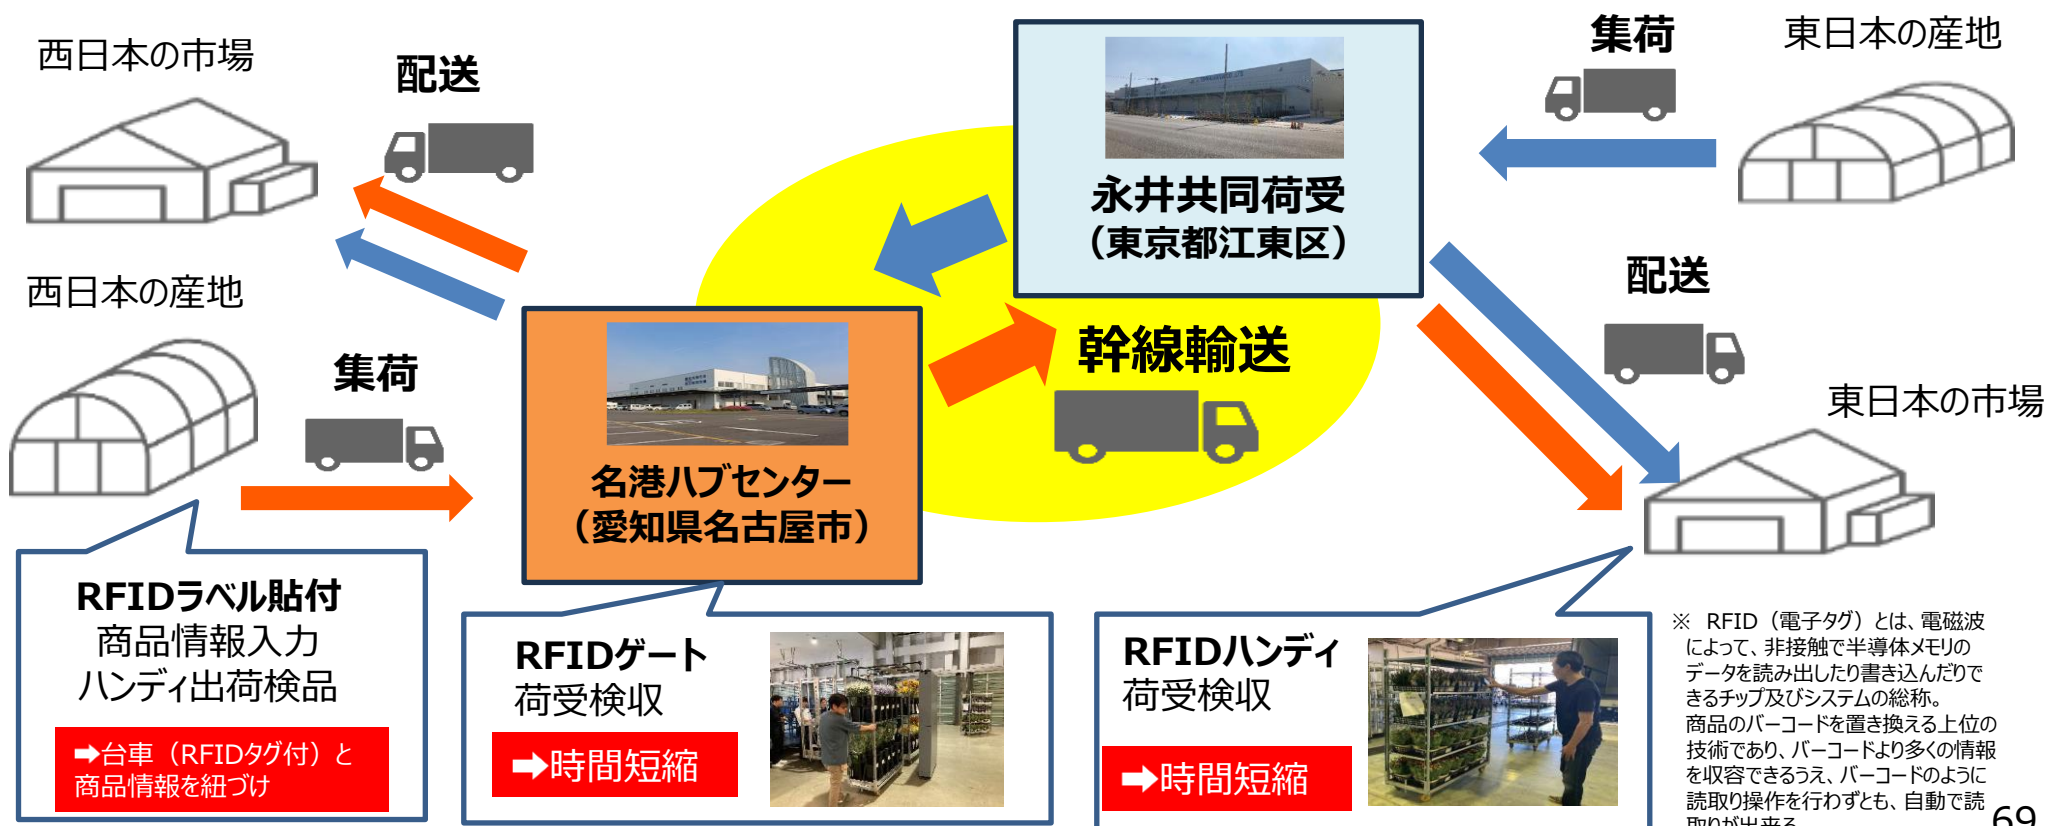 西日本の市場
配送
集荷
東日本の産地
永井共同荷受
（東京都江東区）
西日本の産地
集荷
幹線輸送
配送
東日本の市場
名港ハブセンター
（愛知県名古屋市）
RFIDラベル貼付
商品情報入力
ハンディ出荷検品
➡台車（RFIDタグ付）と
商品情報を紐づけ
RFIDゲート
荷受検収
➡時間短縮
RFIDハンディ
荷受検収
➡時間短縮
※ RFID（電子タグ）とは、電磁波
によって、非接触で半導体メモリの
データを読み出したり書き込んだりで
きるチップ及びシステムの総称。
商品のバーコードを置き換える上位の
技術であり、バーコードより多くの情報
を収容できるうえ、バーコードのように
読取り操作を行わずとも、自動で読
取りが出来る
69